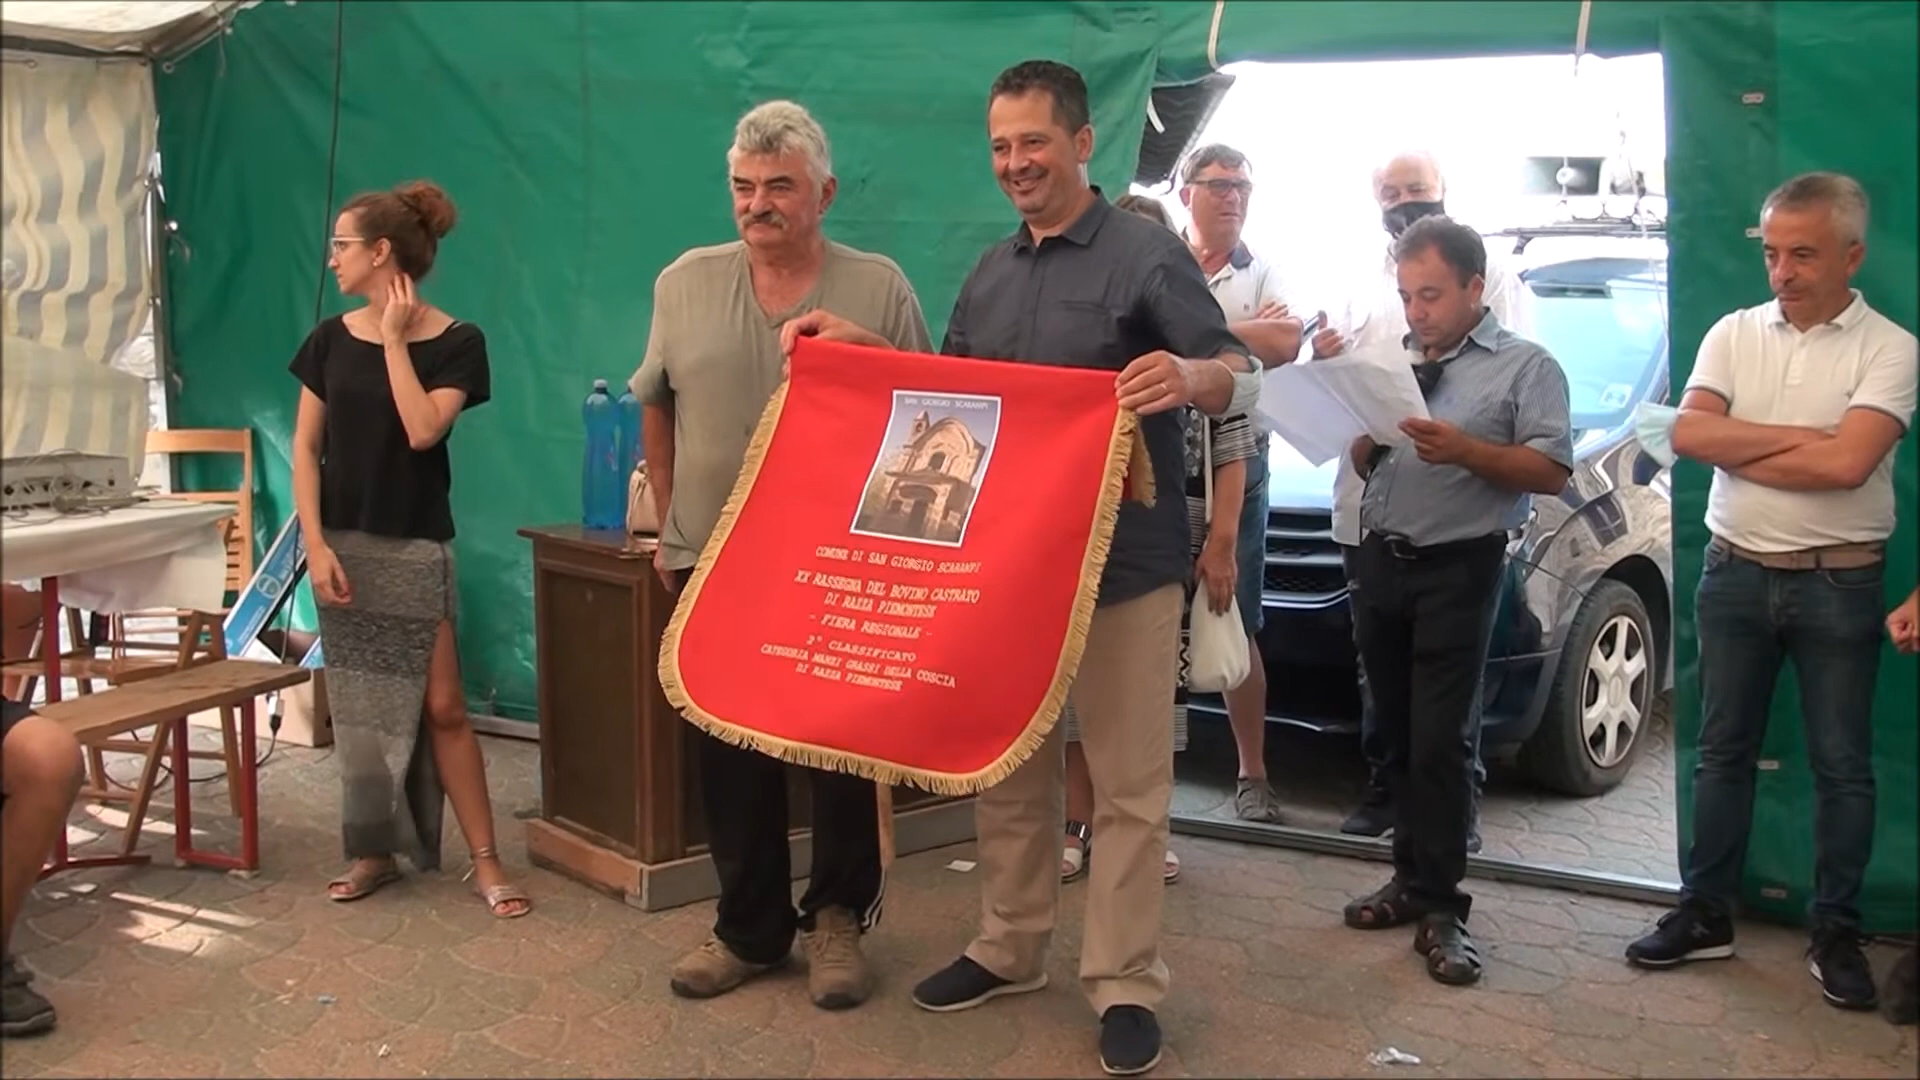 SAN GIORGIO SCARAMPI
COMUNE DI SAN GIORGIO SCARAMPI
XX RASSEGNA DEL BOVINO CASTRATO
DI RAZZA PIEMONTESE
- FIERA REGIONALE -
2° CLASSIFICATO
CATEGORIA MANZI GRASSI DELLA COSCIA
DI RAZZA PIEMONTESE